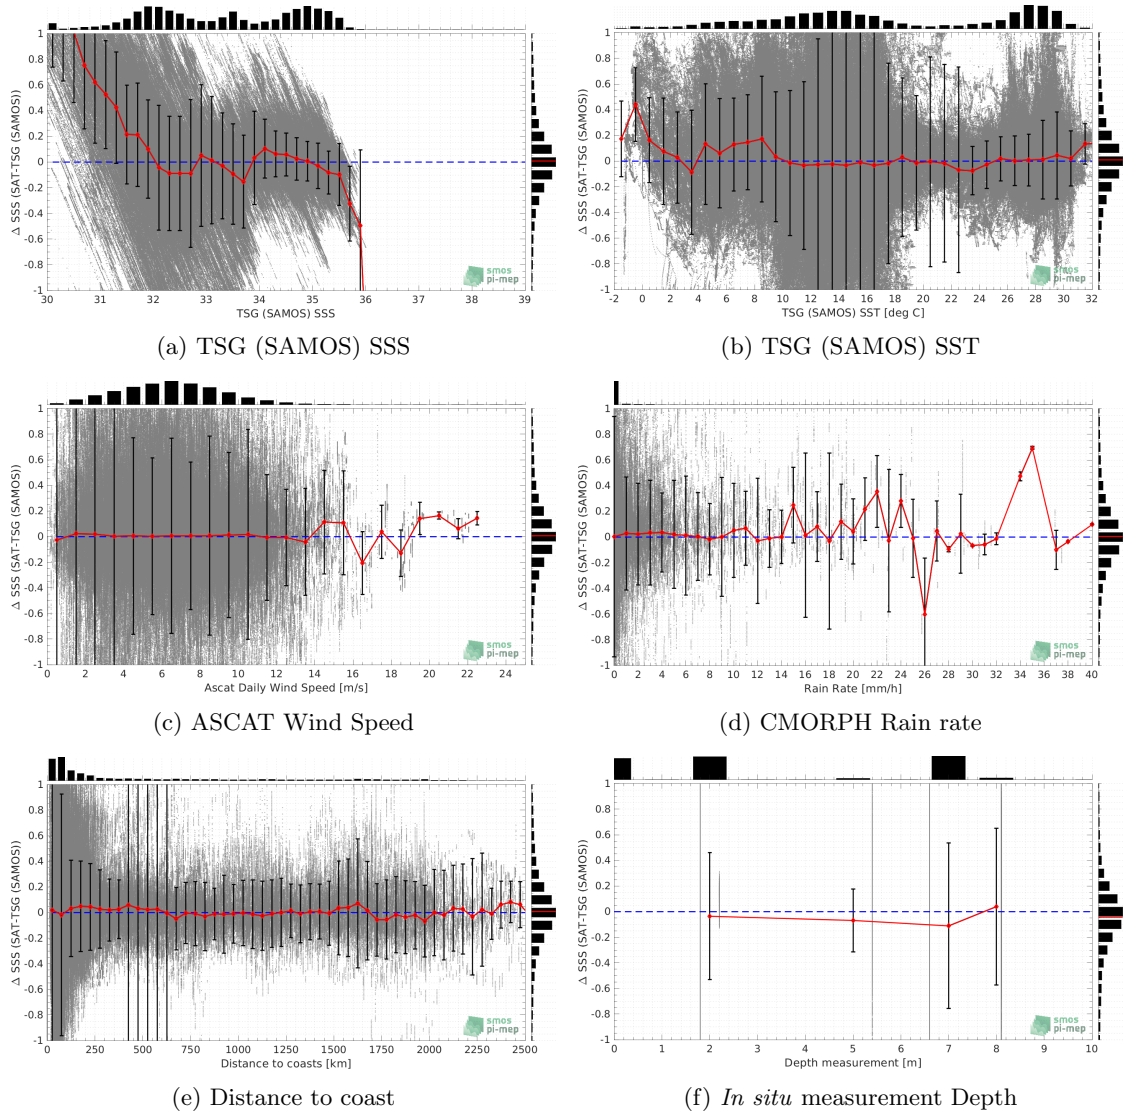 1
0.8
0.6
0.4
0.2
0
-0.2
-0.4
-0.6
-0.8
-1
Δ SSS (SAT-TSG (SAMOS))
smos
pi-mep
30 31 32 33 34 35 36 37 38 39
TSG (SAMOS) SSS
(a) TSG (SAMOS) SSS
1
0.8
0.6
0.4
0.2
0
-0.2
-0.4
-0.6
-0.8
-1
Δ SSS (SAT-TSG (SAMOS))
smos
pi-mep
-2 0 2 4 6 8 10 12 14 16 18 20 22 24 26 28 30 32
TSG (SAMOS) SST [deg C]
(b) TSG (SAMOS) SST
1
0.8
0.6
0.4
0.2
0
-0.2
-0.4
-0.6
-0.8
-1
Δ SSS (SAT-TSG (SAMOS))
smos
pi-mep
0 2 4 6 8 10 12 14 16 18 20 22 24
Ascat Daily Wind Speed [m/s]
(c) ASCAT Wind Speed
1
0.8
0.6
0.4
0.2
0
-0.2
-0.4
-0.6
-0.8
-1
Δ SSS (SAT-TSG (SAMOS))
smos
pi-mep
0 2 4 6 8 10 12 14 16 18 20 22 24 26 28 30 32 34 36 38 40
Rain Rate [mm/h]
(d) CMORPH Rain rate
1
0.8
0.6
0.4
0.2
0
-0.2
-0.4
-0.6
-0.8
-1
Δ SSS (SAT-TSG (SAMOS))
smos
pi-mep
0 250 500 750 1000 1250 1500 1750 2000 2250 2500
Distance to coasts [km]
(e) Distance to coast
1
0.8
0.6
0.4
0.2
0
-0.2
-0.4
-0.6
-0.8
-1
Δ SSS (SAT-TSG (SAMOS))
smos
pi-mep
0 1 2 3 4 5 6 7 8 9 10
Depth measurement [m]
(f) In situ measurement Depth